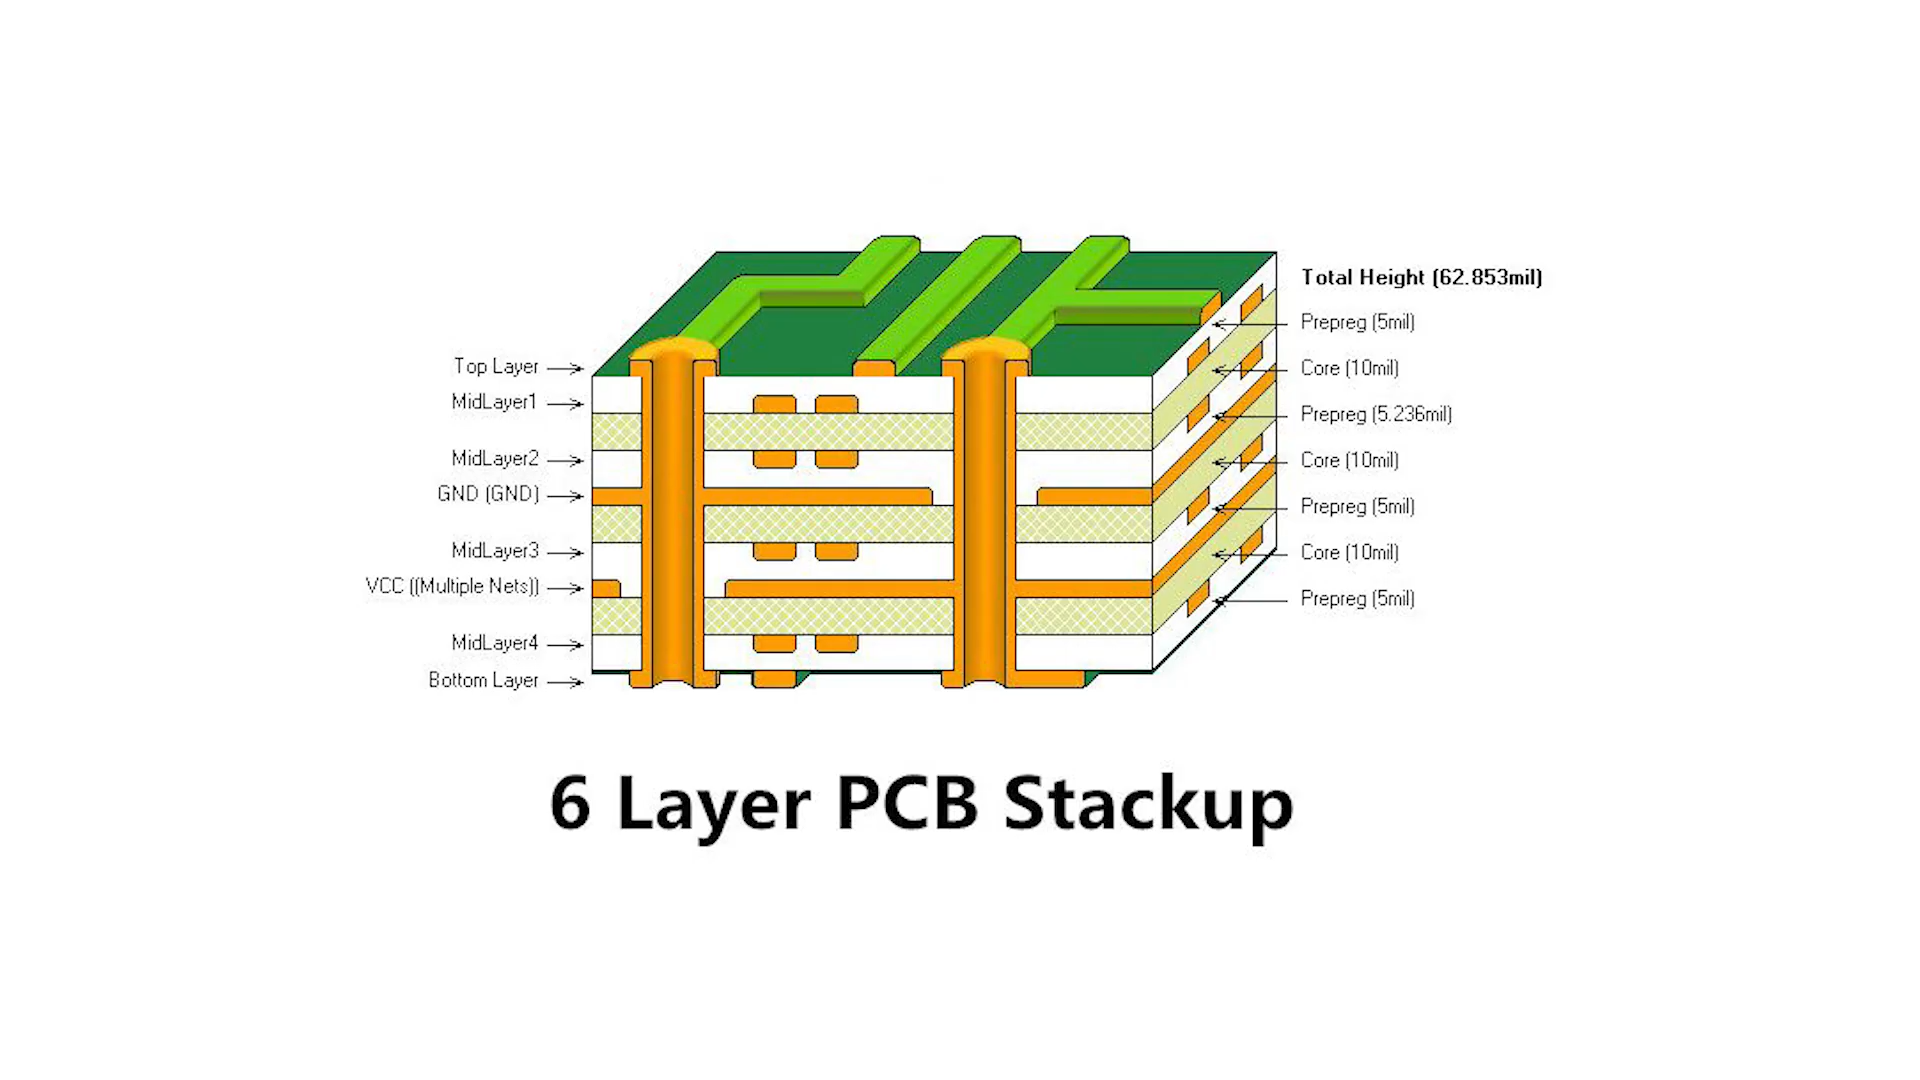 Total Height (62.853mil)
Prepreg (5mil)
Top Layer
Core (10mil)
MidLayer1
Prepreg (5.236mil)
MidLayer2
Core (10mil)
GND (GND)
Prepreg (5mil)
MidLayer3
Core (10mil)
VCC ((Multiple Nets))
Prepreg (5mil)
MidLayer4
Bottom Layer
6 Layer PCB Stackup